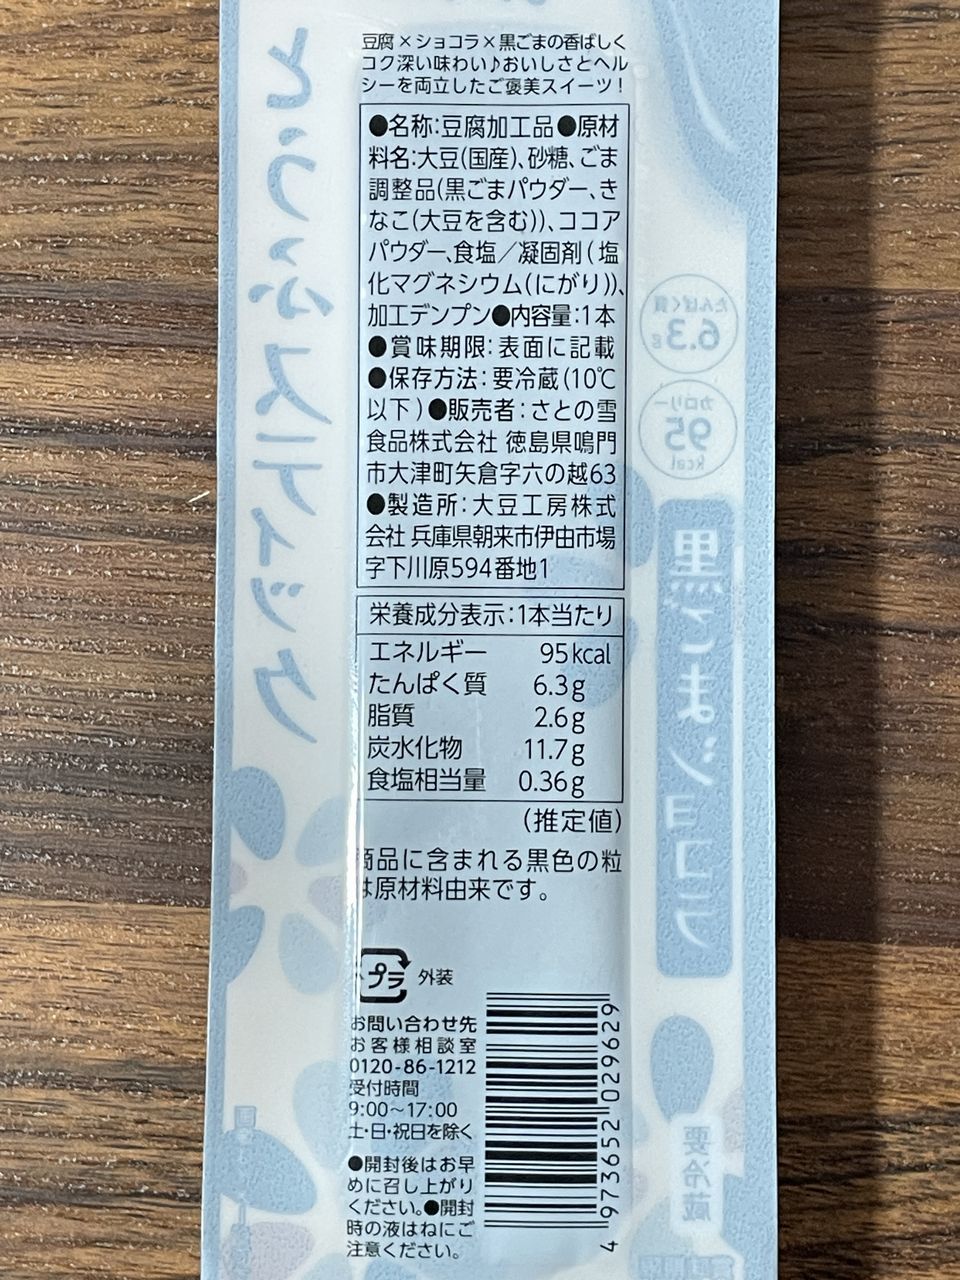 豆腐×ショコラ×黒ごまの香ばしく
コク深い味わい♪おいしさとヘル
シーを両立したご褒美スイーツ!
●名称:豆腐加工品●原材
料名:大豆(国産)、砂糖、ごま
調整品(黒ごまパウダー、き
なこ(大豆を含む))、ココア
パウダー、食塩/凝固剤(塩
化マグネシウム(にがり))、
加工デンプン●内容量:1本
●賞味期限:表面に記載
●保存方法:要冷蔵(10℃
以下)●販売者:さとの雪
食品株式会社 徳島県鳴門
市大津町矢倉字六の越63
●製造所:大豆工房株式
会社 兵庫県朝来市伊由市場
字下川原594番地1
栄養成分表示:1本当たり
エネルギー 95kcal
たんぱく質 6.3g
脂質 2.6g
炭水化物 11.7g
食塩相当量 0.36g
(推定値)
商品に含まれる黒色の粒
は原材料由来です。
プラ 外装
お問い合わせ先
お客様相談室
0120-86-1212
受付時間
9:00~17:00
土・日・祝日を除く
●開封後はお早
めに召し上がり
ください。●開封
時の液はねにご
注意ください。
4 973652 029629
とうふスティック
たんぱく質
6.3g
カロリー
95
kcal
黒ごまショコラ
要冷蔵